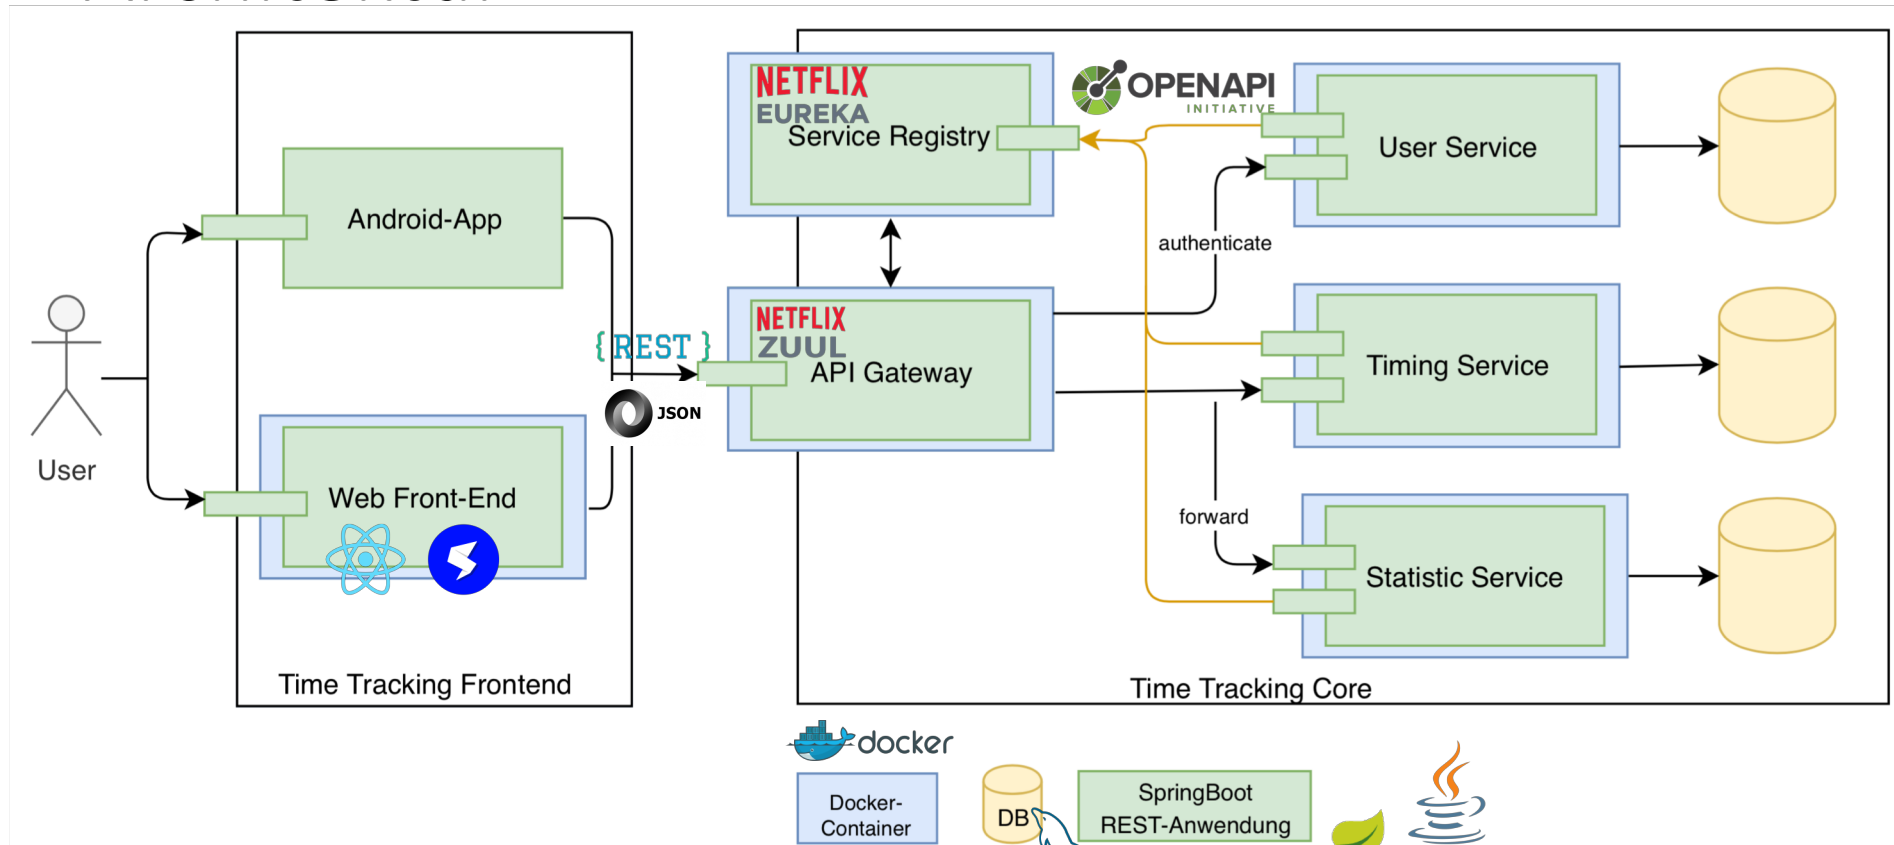 NETFLIX
EUREKA
Service Registry
OPENAPI
INITIATIVE
User Service
Android-App
authenticate
{ REST }
NETFLIX
ZUUL
API Gateway
Timing Service
JSON
User
Web Front-End
forward
Statistic Service
Time Tracking Frontend
Time Tracking Core
docker
Docker-
Container
DB
SpringBoot
REST-Anwendung